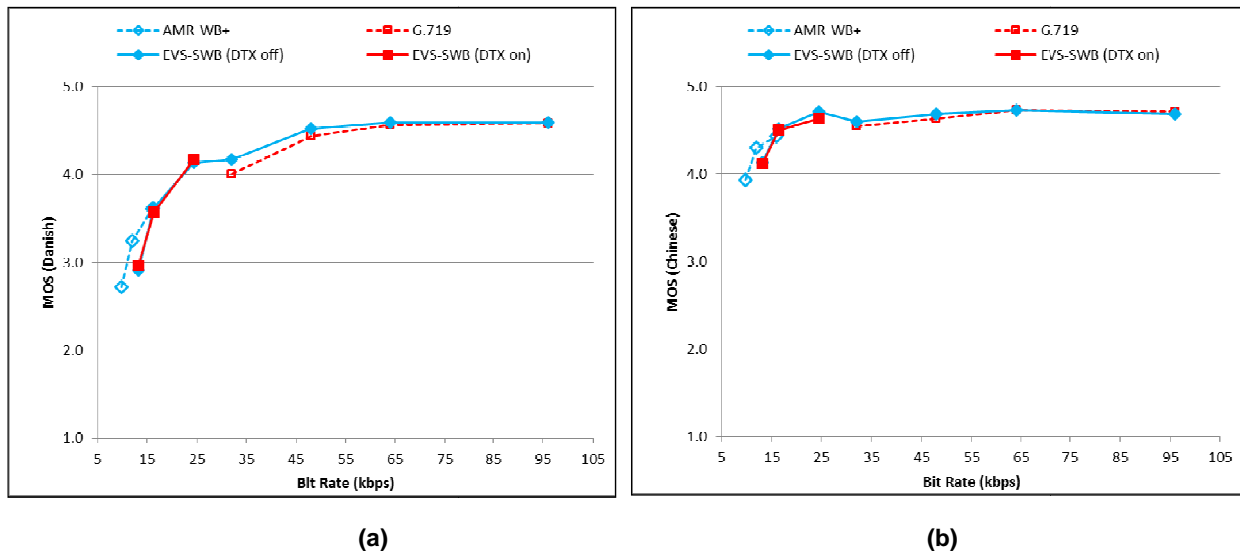 AMR WB+ G.719
EVS-SWB (DTX off) EVS-SWB (DTX on)
5.0
4.0
3.0
2.0
1.0
MOS (Danish)
5 15 25 35 45 55 65 75 85 95 105
Bit Rate (kbps)
(a)
AMR WB+ G.719
EVS-SWB (DTX off) EVS-SWB (DTX on)
5.0
4.0
3.0
2.0
1.0
MOS (Chinese)
5 15 25 35 45 55 65 75 85 95 105
Bit Rate (kbps)
(b)